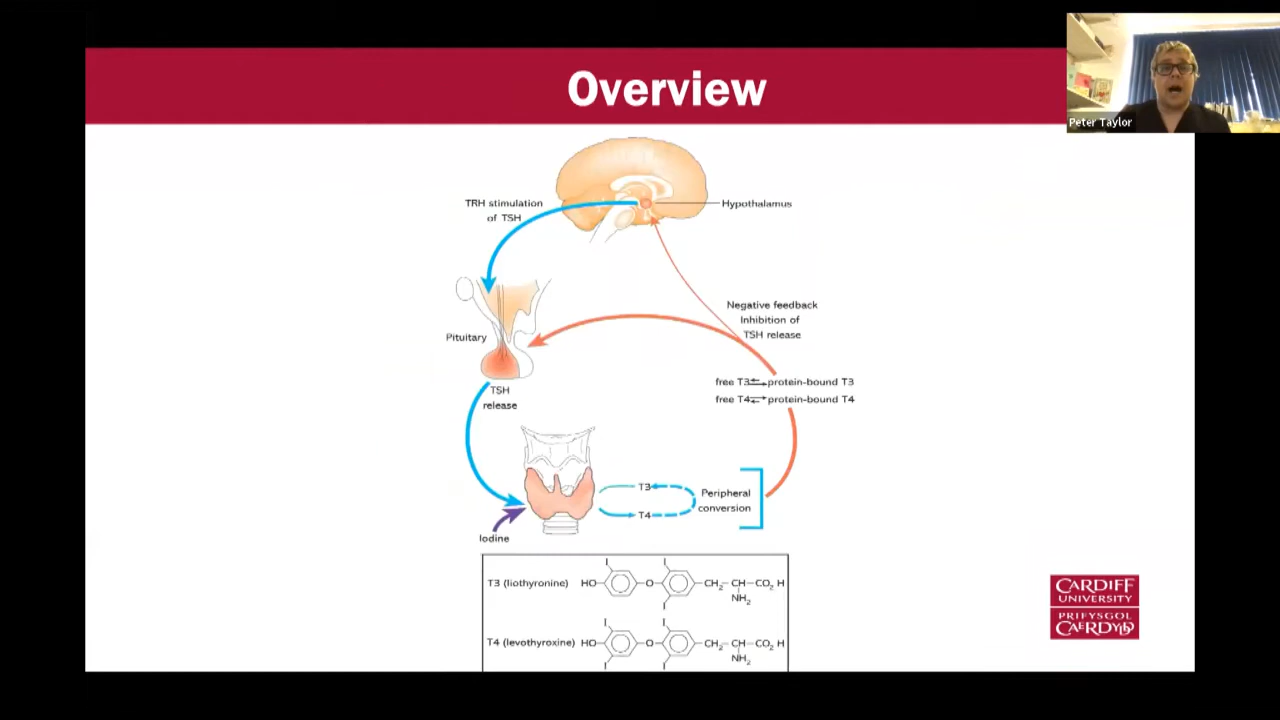 Overview
Peter Taylor
TRH stimulation
of TSH
Hypothalamus
Negative feedback
Inhibition of
TSH release
Pituitary
free T3 protein-bound T3
free T4 protein-bound T4
TSH
release
T3
Peripheral
conversion
T4
Iodine
T3 (liothyronine) HO I O I I CH2 CH CO2 H
NH2
T4 (levothyroxine) HO I I O I I CH2 CH CO2 H
NH2
CARDIFF
UNIVERSITY
PRIFYSGOL
CAERDYDD